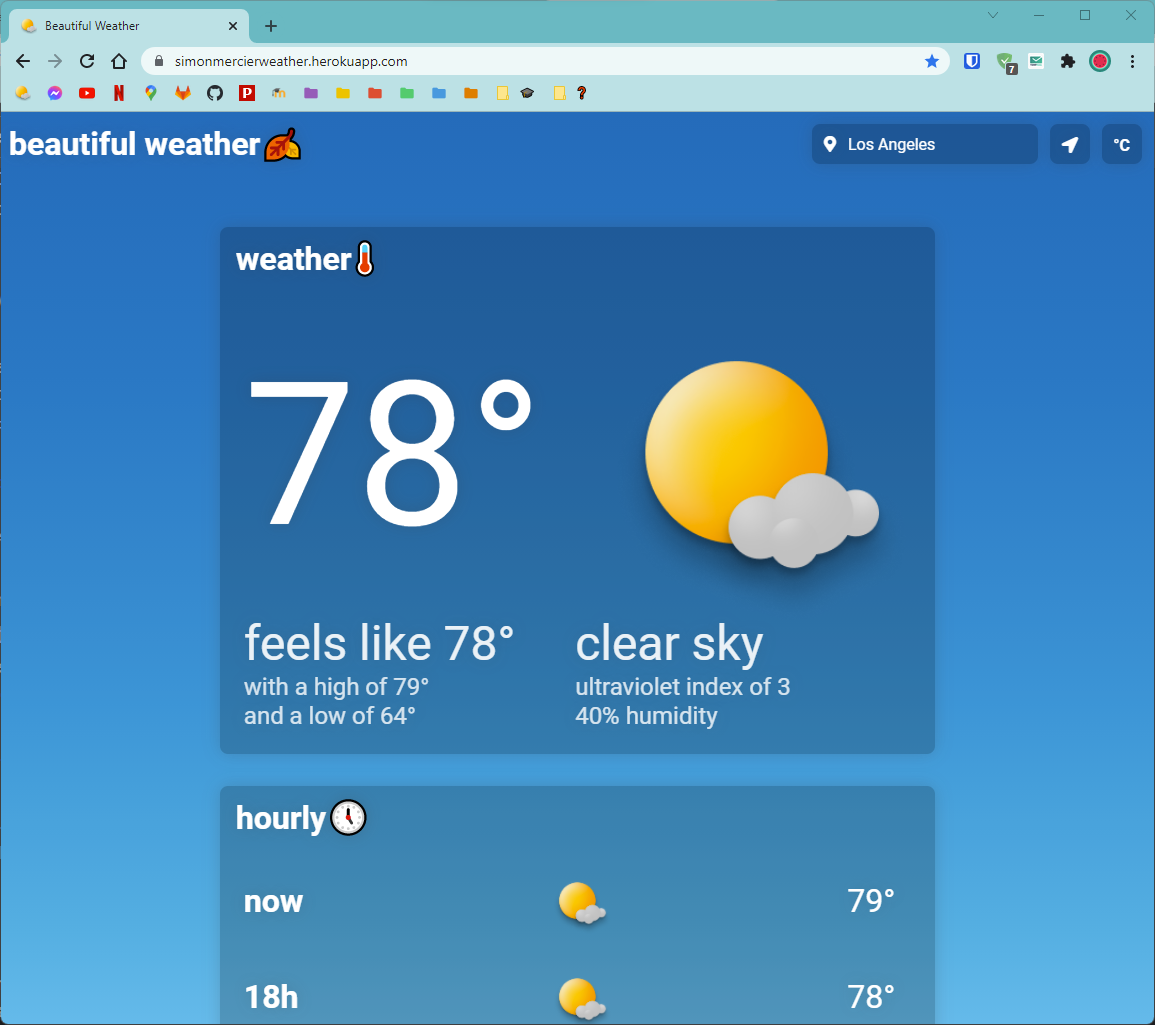 Beautiful Weather
simonmercierweather.herokuapp.com
7
P
beautiful weather
Los Angeles
°C
weather
78°
feels like 78°
with a high of 79°
and a low of 64°
clear sky
ultraviolet index of 3
40% humidity
hourly
now 79°
18h 78°